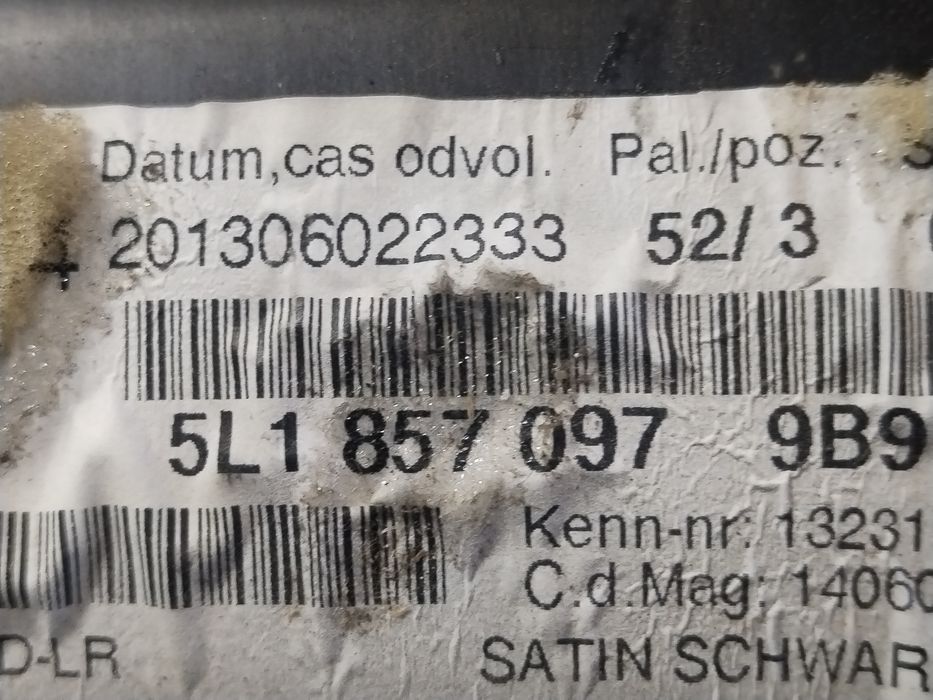 Datum,cas odvol. Pal./poz.
201306022333 52/ 3
5L1 857 097 9B9
Kenn-nr: 13231
C.d.Mag: 14060
D-LR SATIN SCHWAR